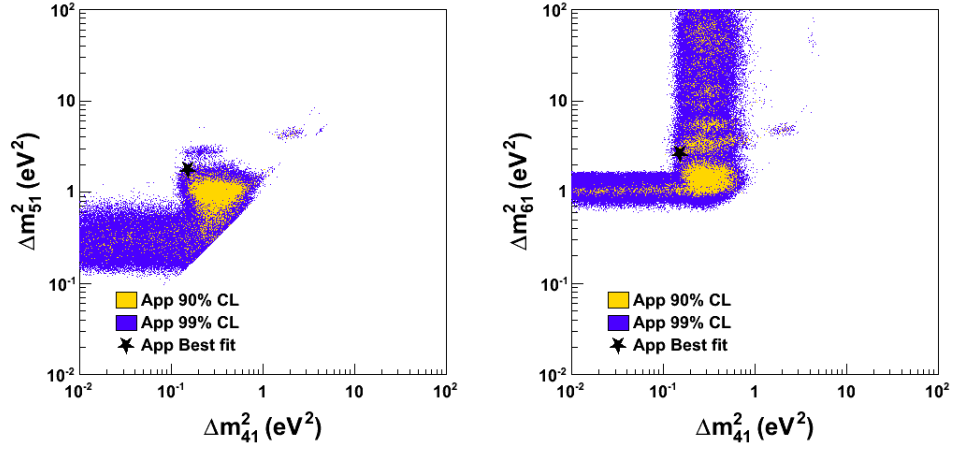 10²
10
1
10⁻¹
10⁻²
Δm²₅₁ (eV²)
App 90% CL
App 99% CL
App Best fit
10⁻² 10⁻¹ 1 10 10²
Δm²₄₁ (eV²)
10²
10
1
10⁻¹
10⁻²
Δm²₆₁ (eV²)
App 90% CL
App 99% CL
App Best fit
10⁻² 10⁻¹ 1 10 10²
Δm²₄₁ (eV²)